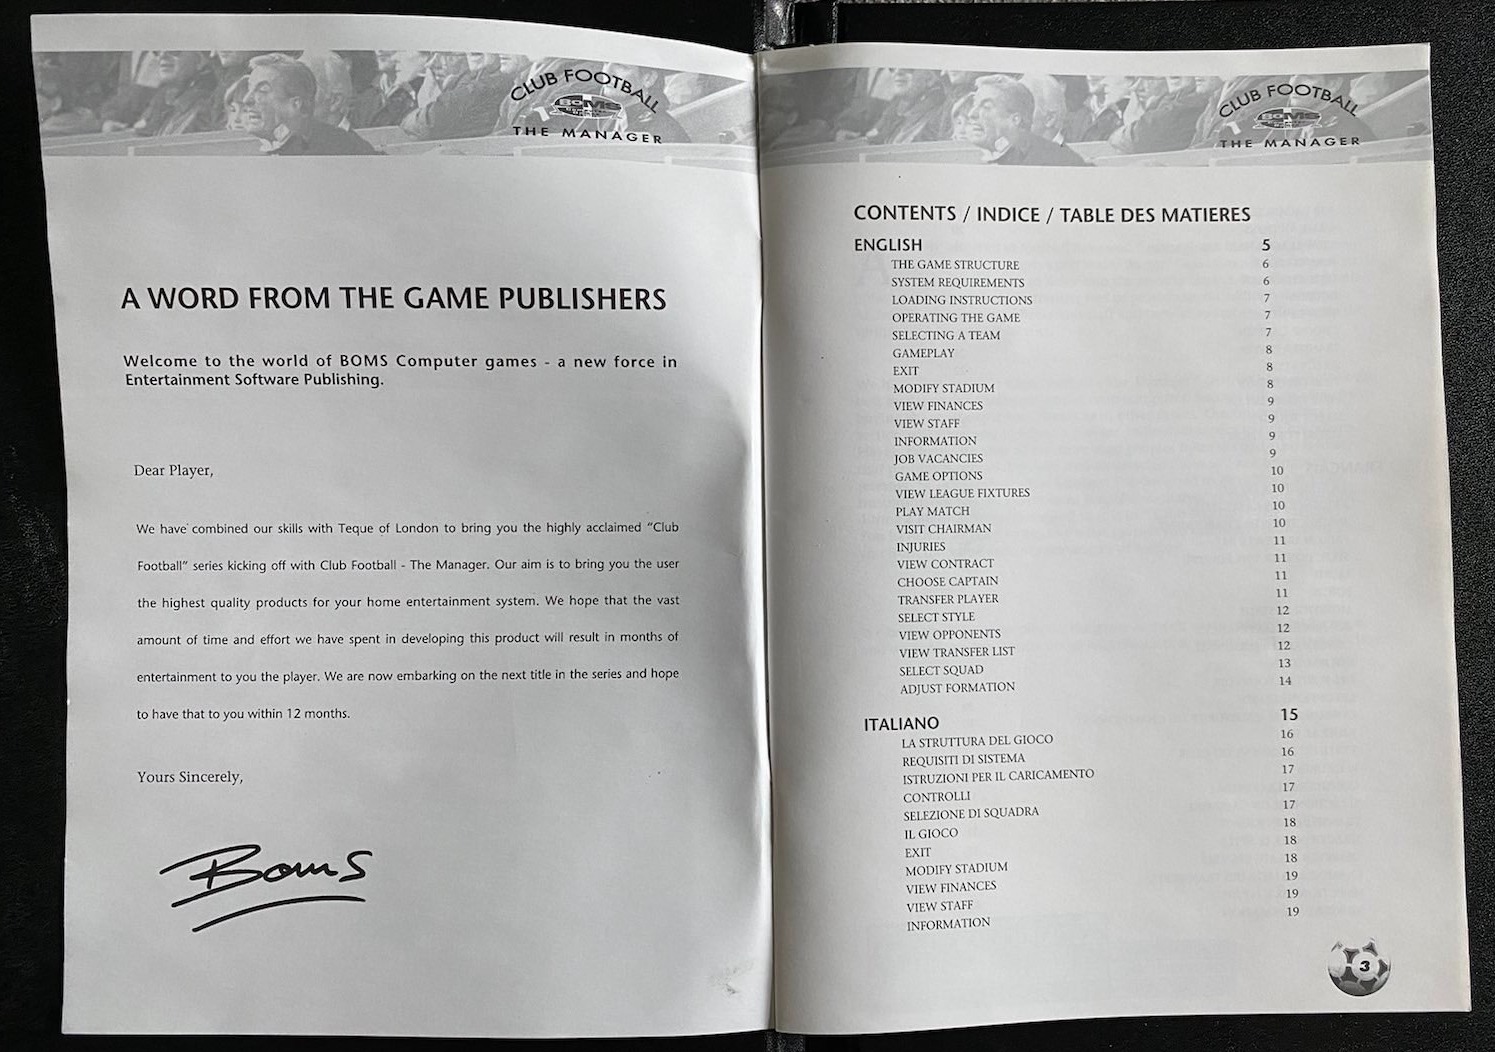 CLUB FOOTBALL
BOMS
THE MANAGER
A WORD FROM THE GAME PUBLISHERS
Welcome to the world of BOMS Computer games - a new force in
Entertainment Software Publishing.
Dear Player,
We have combined our skills with Teque of London to bring you the highly acclaimed “Club
Football” series kicking off with Club Football - The Manager. Our aim is to bring you the user
the highest quality products for your home entertainment system. We hope that the vast
amount of time and effort we have spent in developing this product will result in months of
entertainment to you the player. We are now embarking on the next title in the series and hope
to have that to you within 12 months.
Yours Sincerely,
Boms
CLUB FOOTBALL
BOMS
THE MANAGER
CONTENTS / INDICE / TABLE DES MATIERES
ENGLISH 5
THE GAME STRUCTURE 6
SYSTEM REQUIREMENTS 6
LOADING INSTRUCTIONS 7
OPERATING THE GAME 7
SELECTING A TEAM 7
GAMEPLAY 8
EXIT 8
MODIFY STADIUM 8
VIEW FINANCES 9
VIEW STAFF 9
INFORMATION 9
JOB VACANCIES 9
GAME OPTIONS 10
VIEW LEAGUE FIXTURES 10
PLAY MATCH 10
VISIT CHAIRMAN 10
INJURIES 11
VIEW CONTRACT 11
CHOOSE CAPTAIN 11
TRANSFER PLAYER 11
SELECT STYLE 12
VIEW OPPONENTS 12
VIEW TRANSFER LIST 12
SELECT SQUAD 13
ADJUST FORMATION 14
ITALIANO 15
LA STRUTTURA DEL GIOCO 16
REQUISITI DI SISTEMA 16
ISTRUZIONI PER IL CARICAMENTO 17
CONTROLLI 17
SELEZIONE DI SQUADRA 17
IL GIOCO 18
EXIT 18
MODIFY STADIUM 18
VIEW FINANCES 19
VIEW STAFF 19
INFORMATION 19
3